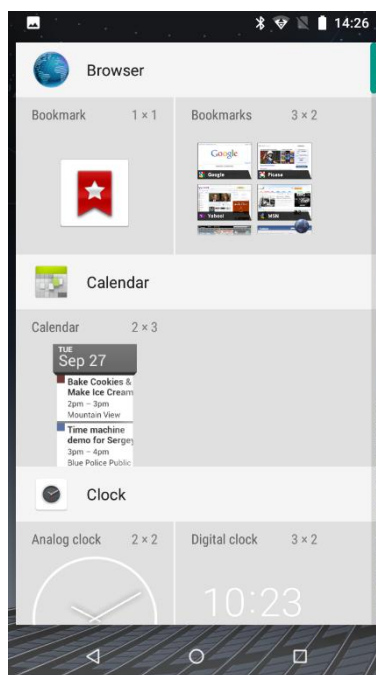 14:26
Browser
Bookmark 1 × 1 Bookmarks 3 × 2
Google
Google Picasa
Yahoo! MSN
Calendar
Calendar 2 × 3
TUE
Sep 27
Bake Cookies &
Make Ice Cream
2pm – 3pm
Mountain View
Time machine
demo for Sergey
3pm – 4pm
Blue Police Public
Clock
Analog clock 2 × 2 Digital clock 3 × 2
10:23